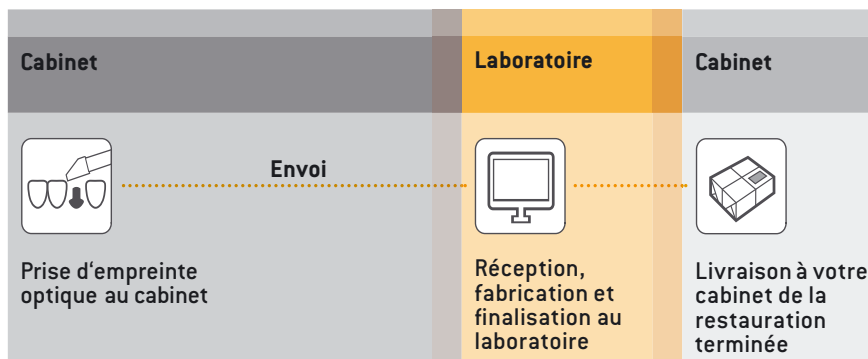 Cabinet
Laboratoire
Cabinet
Envoi
Prise d‘empreinte
optique au cabinet
Réception,
fabrication et
finalisation au
laboratoire
Livraison à votre
cabinet de la
restauration
terminée